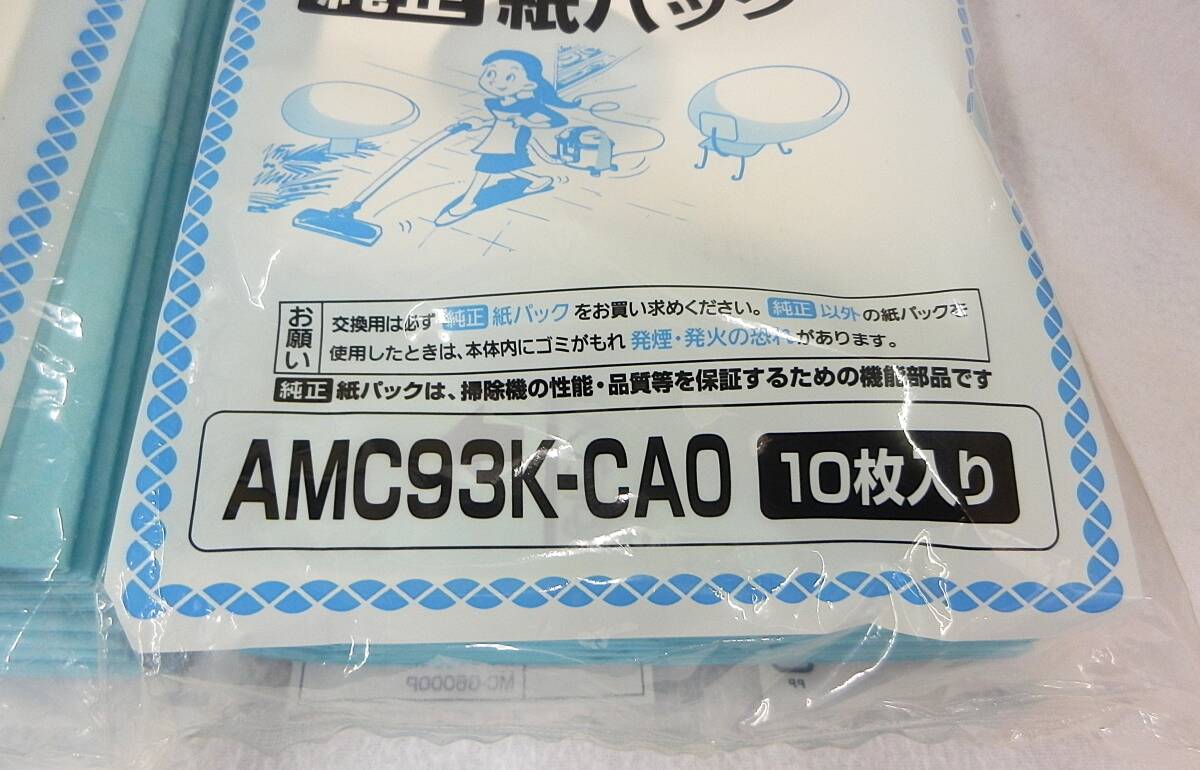 純正 紙パック
お願い
交換用は必ず 純正 紙パック をお買い求めください。 純正 以外の紙パックを
使用したときは、本体内にゴミがもれ 発煙・発火の恐れがあります。
純正 紙パックは、掃除機の性能・品質等を保証するための機能部品です
AMC93K-CA0 10枚入り
MC-G6000P
PP